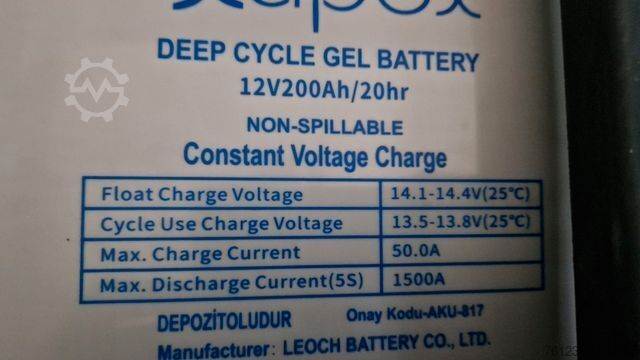 DEEP CYCLE GEL BATTERY
12V200Ah/20hr
NON-SPILLABLE
Constant Voltage Charge
Float Charge Voltage 14.1-14.4V(25℃)
Cycle Use Charge Voltage 13.5-13.8V(25℃)
Max. Charge Current 50.0A
Max. Discharge Current(5S) 1500A
DEPOZİTOLUDUR Onay Kodu-AKU-817
Manufacturer: LEOCH BATTERY CO., LTD.